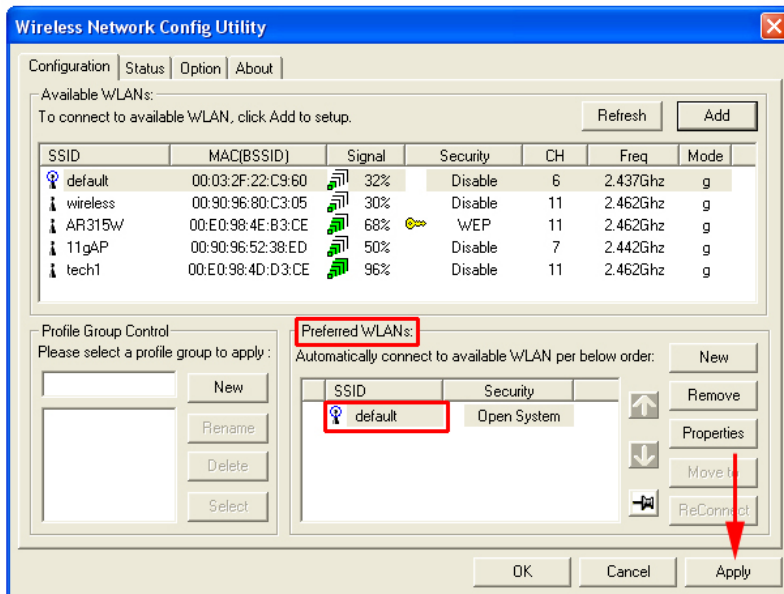 Wireless Network Config Utility
Configuration Status Option About
Available WLANs:
To connect to available WLAN, click Add to setup.
Refresh Add
SSID MAC(BSSID) Signal Security CH Freq Mode
default 00:03:2F:22:C9:60 32% Disable 6 2.437Ghz g
wireless 00:90:96:80:C3:05 30% Disable 11 2.462Ghz g
AR315W 00:E0:98:4E:B3:CE 68% WEP 11 2.462Ghz g
11gAP 00:90:96:52:38:ED 50% Disable 7 2.442Ghz g
tech1 00:E0:98:4D:D3:CE 96% Disable 11 2.462Ghz g
Profile Group Control
Please select a profile group to apply :
New
Rename
Delete
Select
Preferred WLANs:
Automatically connect to available WLAN per below order:
SSID Security
default Open System
New
Remove
Properties
Move to
ReConnect
OK Cancel Apply